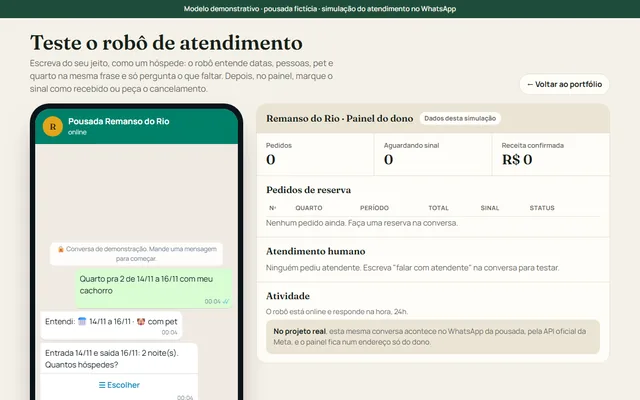 Modelo demonstrativo · pousada fictícia · simulação do atendimento no WhatsApp
Teste o robô de atendimento
Escreva do seu jeito, como um hóspede: o robô entende datas, pessoas, pet e
quarto na mesma frase e só pergunta o que faltar. Depois, no painel, marque o
sinal como recebido ou peça o cancelamento.
← Voltar ao portfólio
R
Pousada Remanso do Rio
online
Conversa de demonstração. Mande uma mensagem
para começar.
Quarto pra 2 de 14/11 a 16/11 com meu
cachorro
00:04
Entendi: 14/11 a 16/11 · com pet
00:04
Entrada 14/11 e saída 16/11: 2 noite(s).
Quantos hóspedes?
☰ Escolher
00:04
Remanso do Rio · Painel do dono
Dados desta simulação
Pedidos
0
Aguardando sinal
0
Receita confirmada
R$ 0
Pedidos de reserva
Nº QUARTO PERÍODO TOTAL SINAL STATUS
Nenhum pedido ainda. Faça uma reserva na conversa.
Atendimento humano
Ninguém pediu atendente. Escreva "falar com atendente" na conversa para testar.
Atividade
O robô está online e responde na hora, 24h.
No projeto real, esta mesma conversa acontece no WhatsApp da pousada, pela API oficial da
Meta, e o painel fica num endereço só do dono.